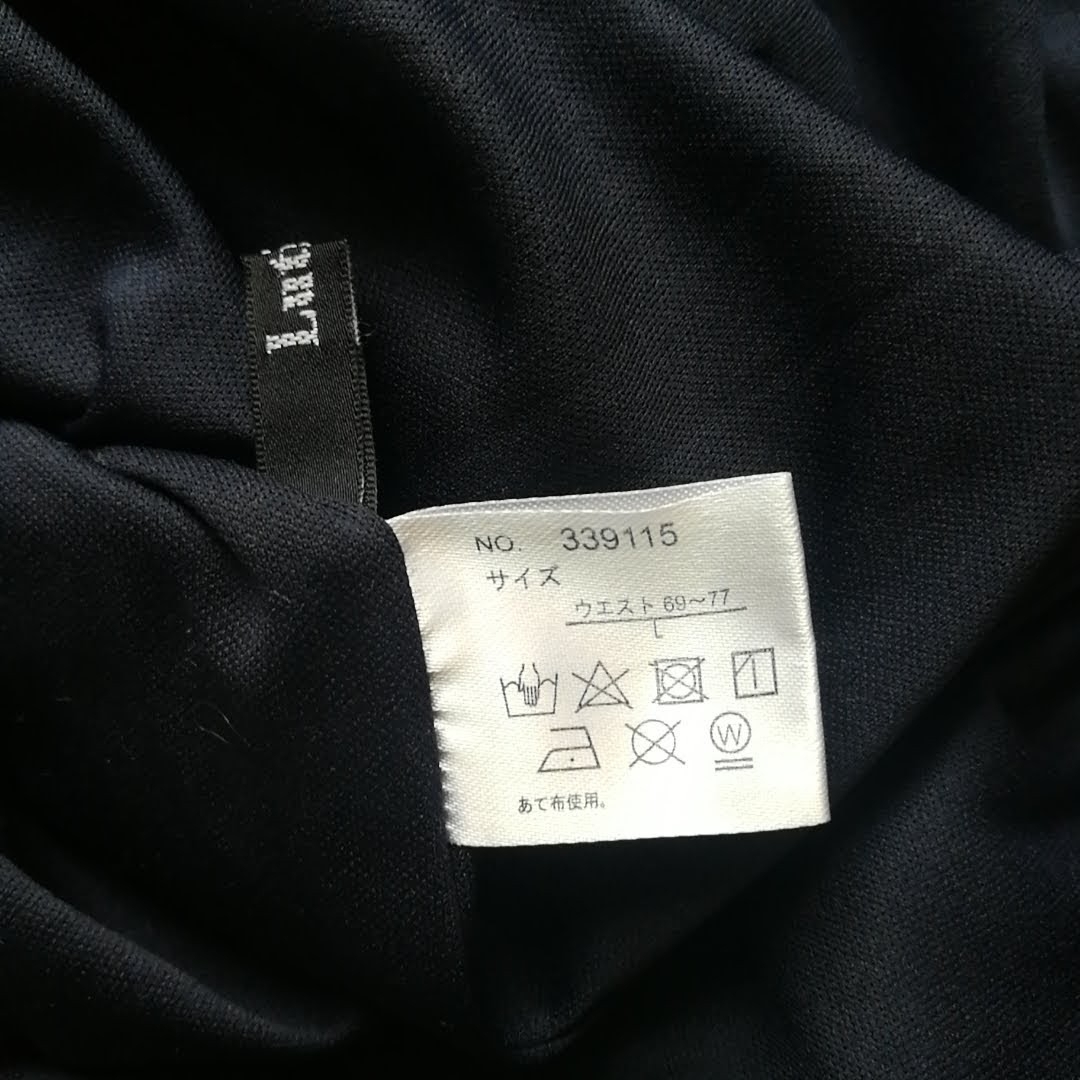 NO. 339115
サイズ
ウエスト 69～77
L
W
あて布使用。